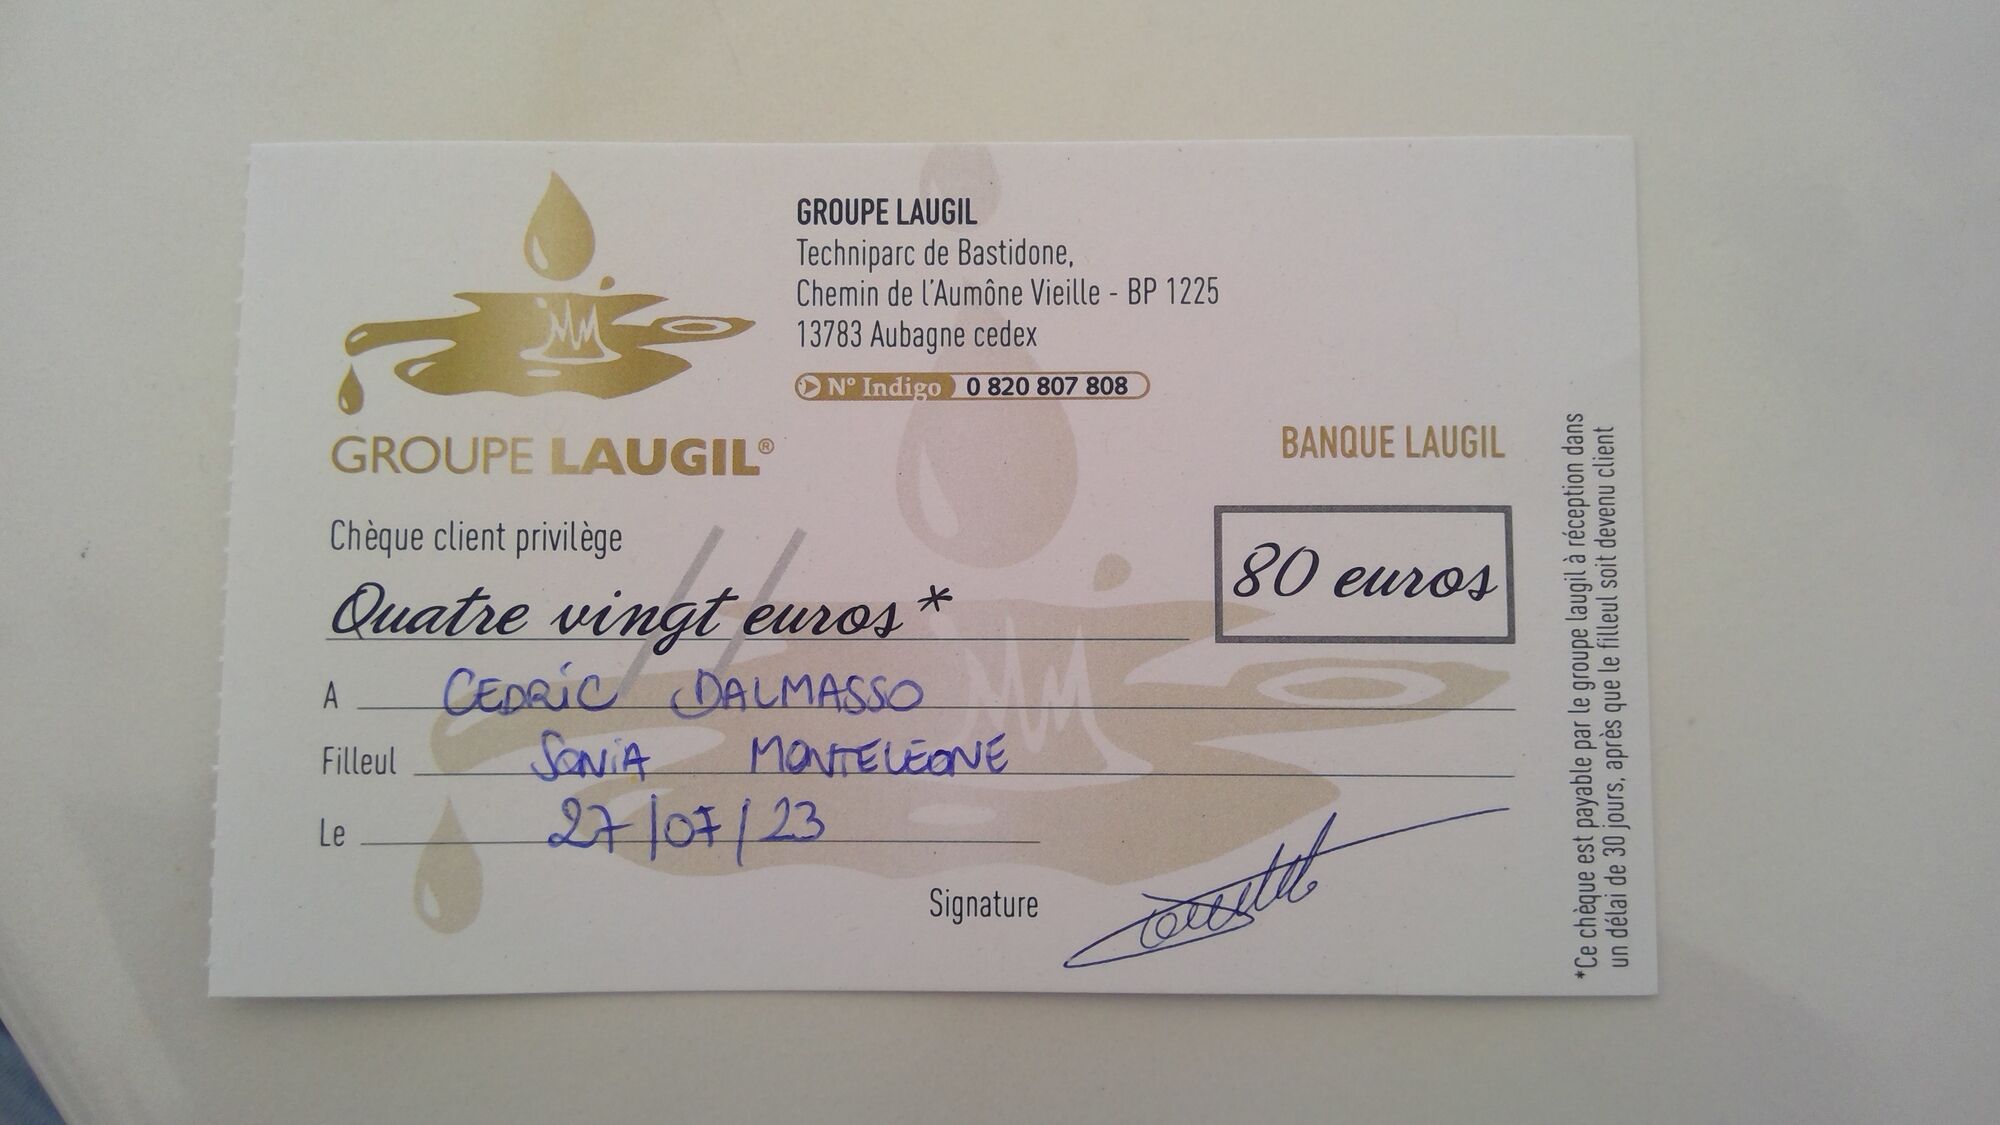 GROUPE LAUGIL
Techniparc de Bastidone,
Chemin de l'Aumône Vieille - BP 1225
13783 Aubagne cedex
N° Indigo 0 820 807 808
GROUPE LAUGIL®
BANQUE LAUGIL
Chèque client privilège
Quatre vingt euros*
80 euros
A CEDRIC DALMASSO
Filleul SONIA MONTELEONE
Le 27/07/23
Signature
*Ce chèque est payable par le groupe laugil à réception dans
un délai de 30 jours, après que le filleul soit devenu client